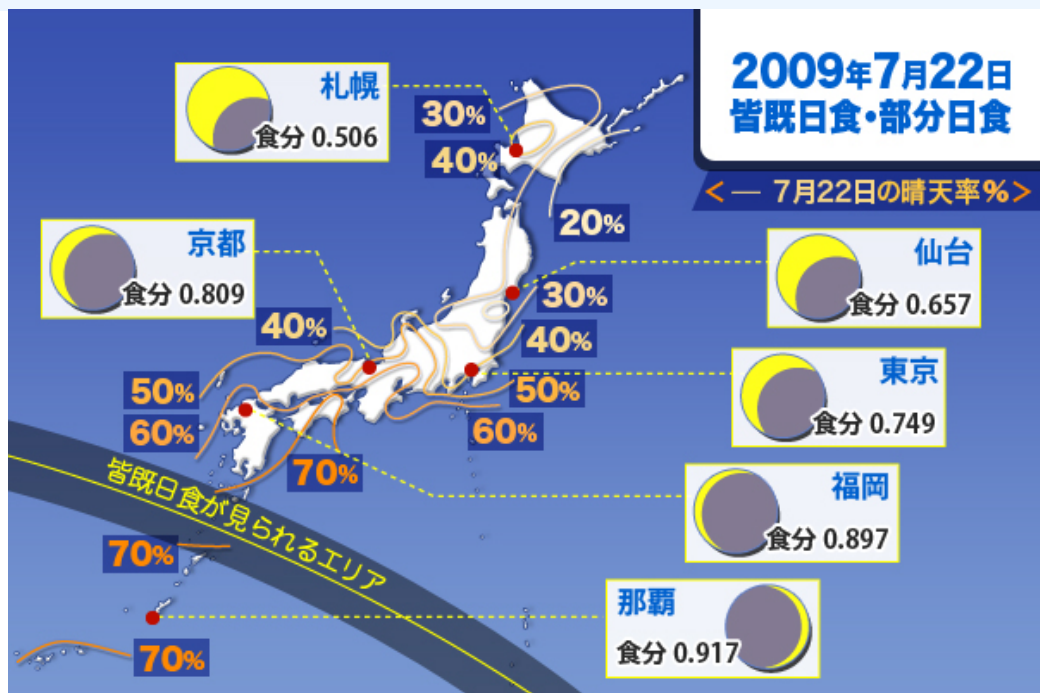 2009年7月22日
皆既日食・部分日食
< — 7月22日の晴天率%>
札幌
食分 0.506
30%
40%
20%
京都
食分 0.809
仙台
食分 0.657
30%
40%
40%
東京
食分 0.749
50%
60%
50%
60%
70%
福岡
食分 0.897
皆既日食が見られるエリア
70%
那覇
食分 0.917
70%